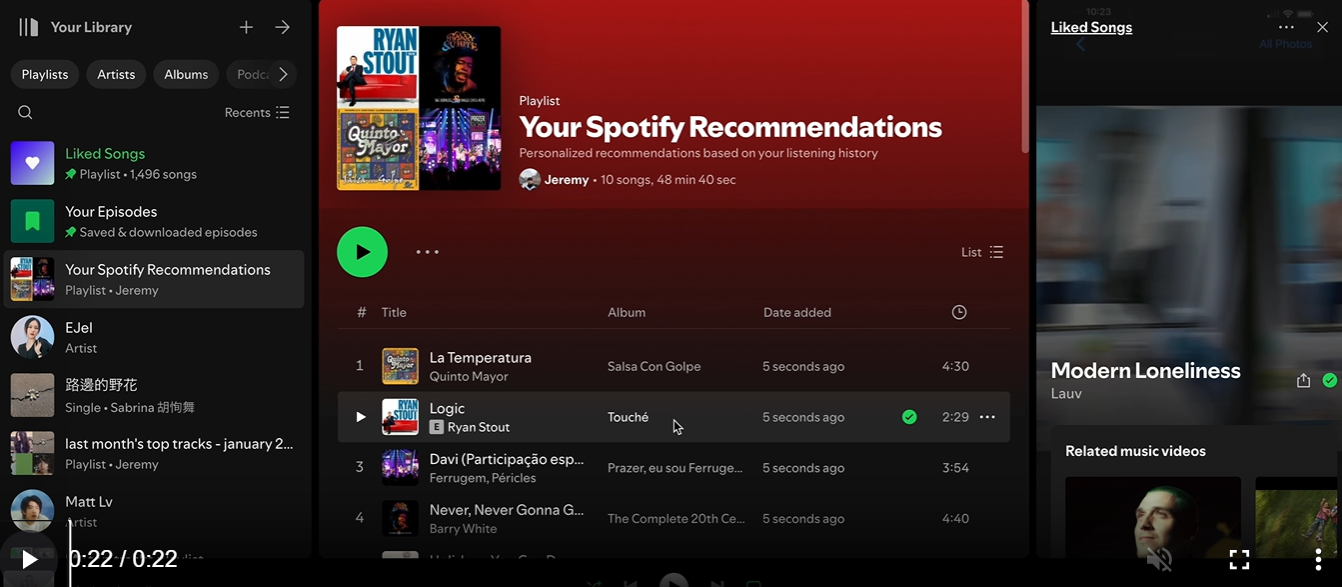 Your Library
Playlists
Artists
Albums
Recents
Liked Songs
Playlist • 1,496 songs
Your Episodes
Saved & downloaded episodes
Your Spotify Recommendations
Playlist • Jeremy
EJel
Artist
路邊的野花
Single • Sabrina 胡恂舞
last month's top tracks - january 2...
Playlist • Jeremy
Matt Lv
Artist
0:22 / 0:22
RYAN
STOUT
BARRY
WHITE
Quinto
Mayor
Playlist
Your Spotify Recommendations
Personalized recommendations based on your listening history
Jeremy • 10 songs, 48 min 40 sec
List
# Title Album Date added
1 La Temperatura Salsa Con Golpe 5 seconds ago 4:30
Quinto Mayor
Logic Touché 5 seconds ago 2:29
E Ryan Stout
3 Davi (Participação esp... Prazer, eu sou Ferruge... 5 seconds ago 3:54
Ferrugem, Péricles
4 Never, Never Gonna G... The Complete 20th Ce... 5 seconds ago 4:40
Barry White
10:23
Liked Songs
All Photos
Modern Loneliness
Lauv
Related music videos